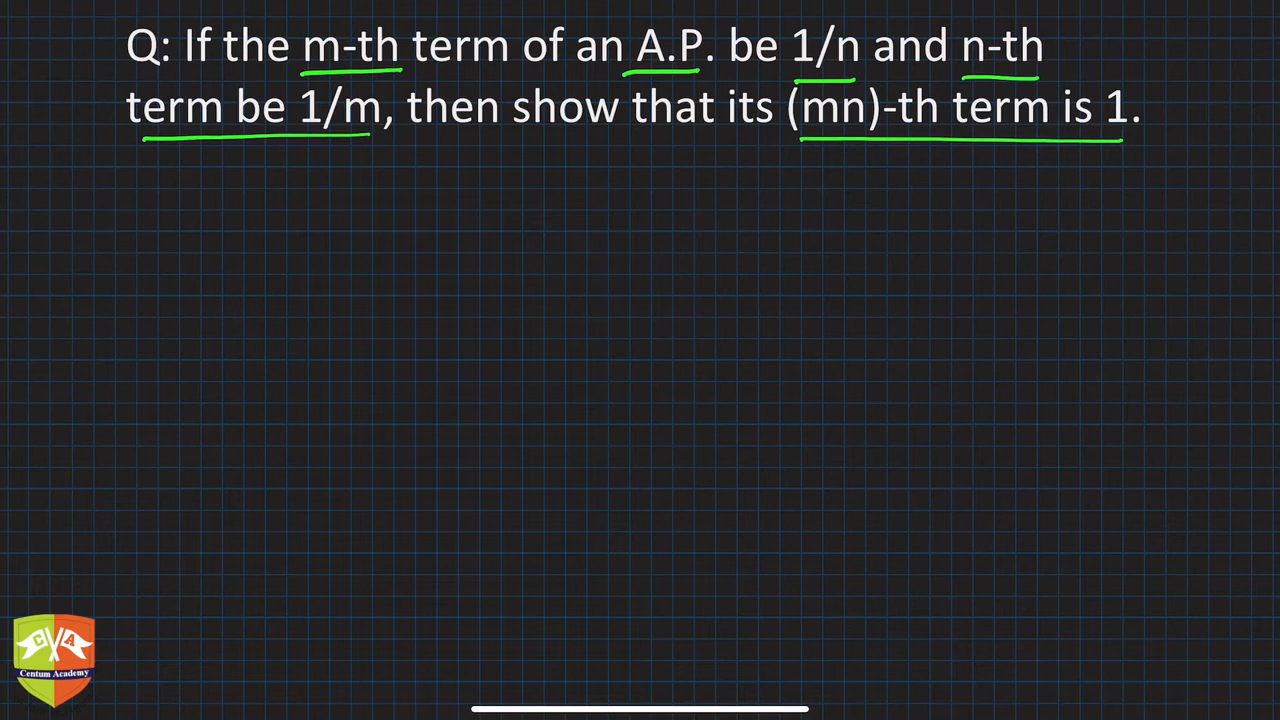 Q: If the m-th term of an A.P. be 1/n and n-th
term be 1/m, then show that its (mn)-th term is 1.
C A
Centum Academy